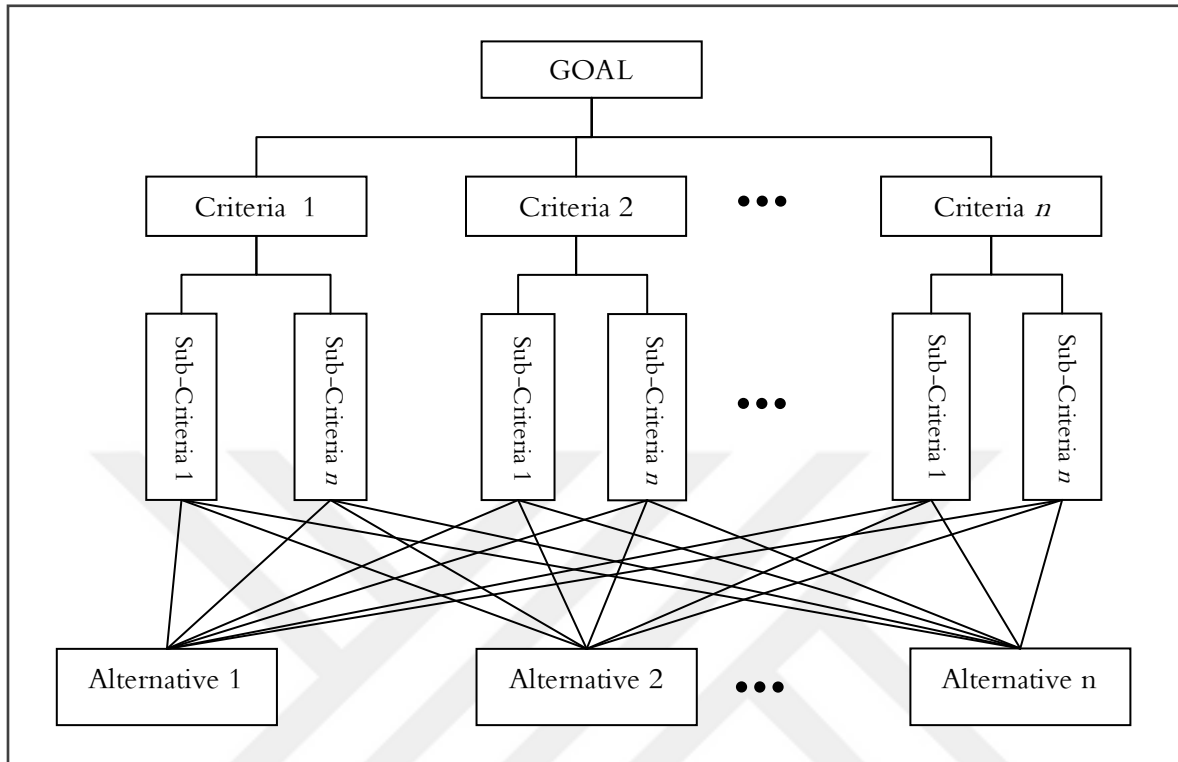 GOAL
Criteria 1
Criteria 2
•••
Criteria n
Sub-Criteria 1
Sub-Criteria n
Sub-Criteria 1
Sub-Criteria n
•••
Sub-Criteria 1
Sub-Criteria n
Alternative 1
Alternative 2
•••
Alternative n